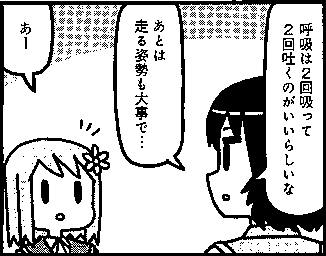 呼吸は２回吸って
２回吐くのがいいらしいな
あとは
走る姿勢も大事で…
あー